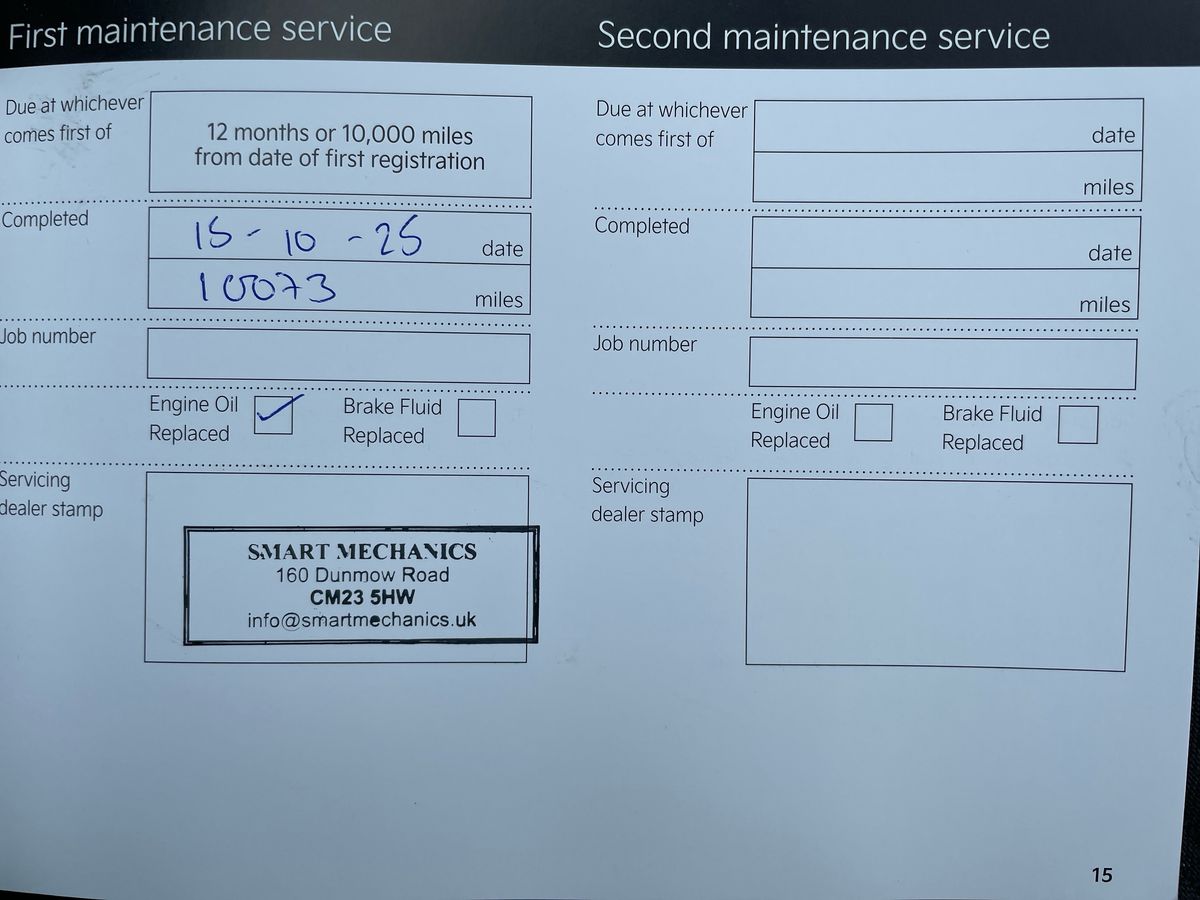 First maintenance service
Due at whichever
comes first of
12 months or 10,000 miles
from date of first registration
Completed
15-10-25 date
10073 miles
Job number
Engine Oil
Replaced
Brake Fluid
Replaced
Servicing
dealer stamp
SMART MECHANICS
160 Dunmow Road
CM23 5HW
info@smartmechanics.uk
Second maintenance service
Due at whichever
comes first of
date
miles
Completed
date
miles
Job number
Engine Oil
Replaced
Brake Fluid
Replaced
Servicing
dealer stamp
15